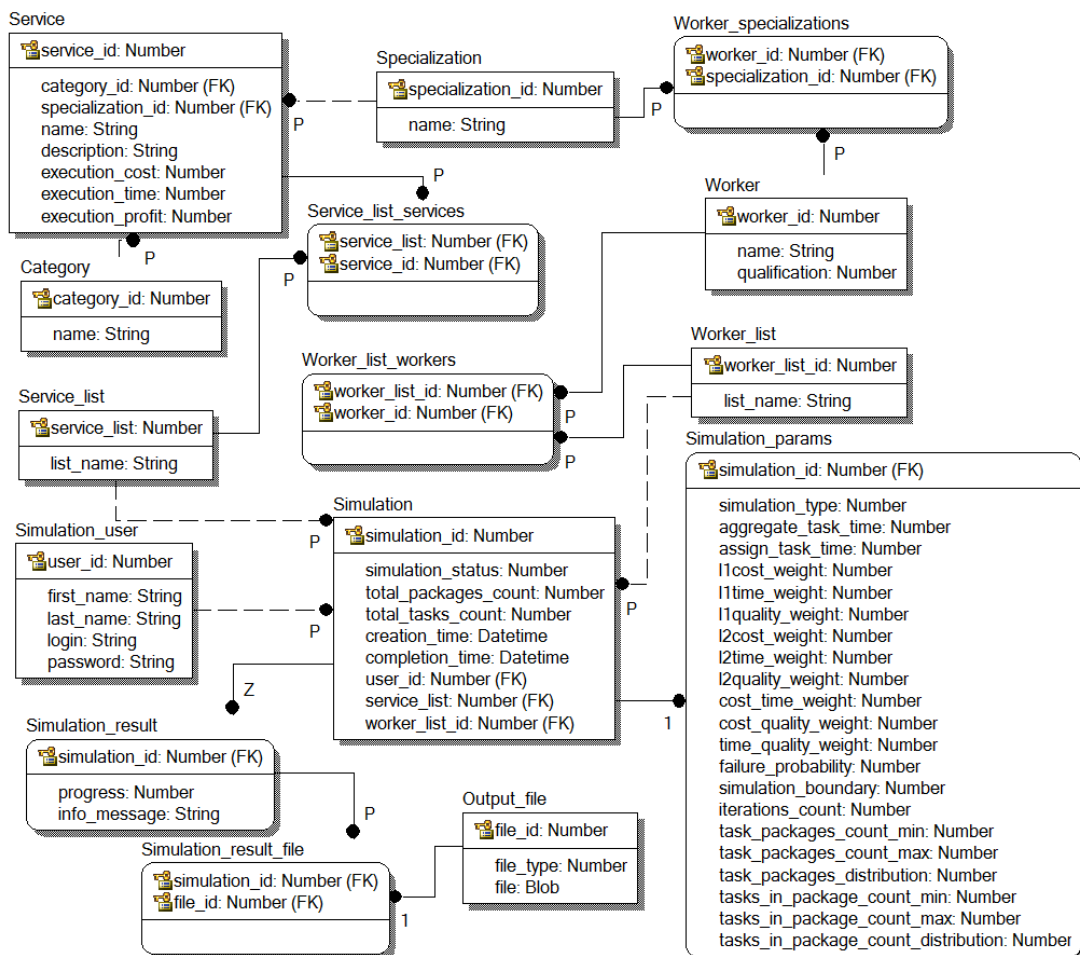 Service
service_id: Number
category_id: Number (FK)
specialization_id: Number (FK)
name: String
description: String
execution_cost: Number
execution_time: Number
execution_profit: Number
P
Specialization
specialization_id: Number
name: String
P
Worker_specializations
worker_id: Number (FK)
specialization_id: Number (FK)
P
P
Service_list_services
service_list: Number (FK)
service_id: Number (FK)
P
Worker
worker_id: Number
name: String
qualification: Number
P
Category
category_id: Number
name: String
Worker_list_workers
worker_list_id: Number (FK)
worker_id: Number (FK)
P
P
Worker_list
worker_list_id: Number
list_name: String
Service_list
service_list: Number
list_name: String
P
Simulation_user
user_id: Number
first_name: String
last_name: String
login: String
password: String
P
Simulation
simulation_id: Number
simulation_status: Number
total_packages_count: Number
total_tasks_count: Number
creation_time: Datetime
completion_time: Datetime
user_id: Number (FK)
service_list: Number (FK)
worker_list_id: Number (FK)
P
1
Simulation_params
simulation_id: Number (FK)
simulation_type: Number
aggregate_task_time: Number
assign_task_time: Number
l1cost_weight: Number
l1time_weight: Number
l1quality_weight: Number
l2cost_weight: Number
l2time_weight: Number
l2quality_weight: Number
cost_time_weight: Number
cost_quality_weight: Number
time_quality_weight: Number
failure_probability: Number
simulation_boundary: Number
iterations_count: Number
task_packages_count_min: Number
task_packages_count_max: Number
task_packages_distribution: Number
tasks_in_package_count_min: Number
tasks_in_package_count_max: Number
tasks_in_package_count_distribution: Number
Z
Simulation_result
simulation_id: Number (FK)
progress: Number
info_message: String
P
Output_file
file_id: Number
file_type: Number
file: Blob
Simulation_result_file
simulation_id: Number (FK)
file_id: Number (FK)
1